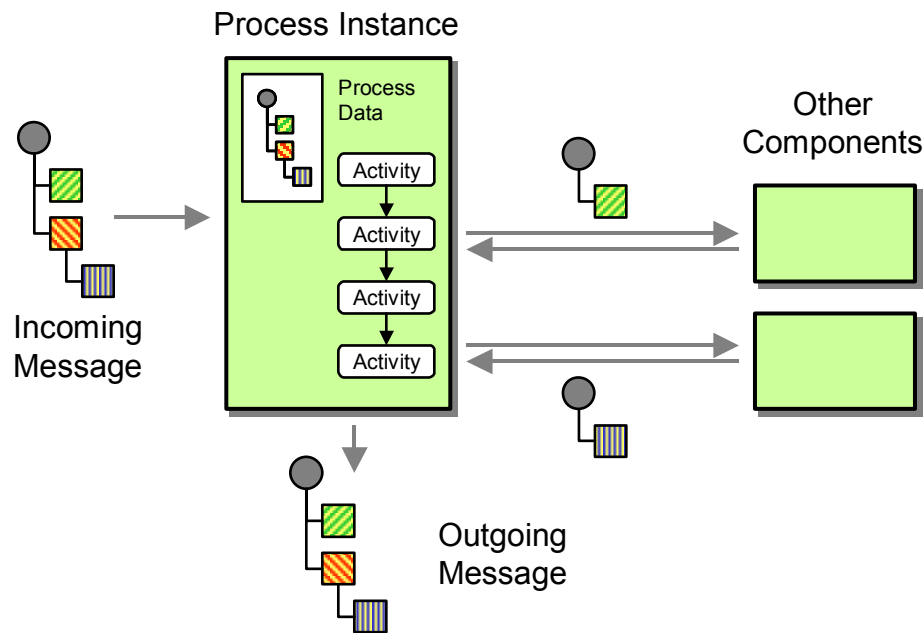 Process Instance
Process
Data
Activity
Activity
Activity
Activity
Other
Components
Incoming
Message
Outgoing
Message